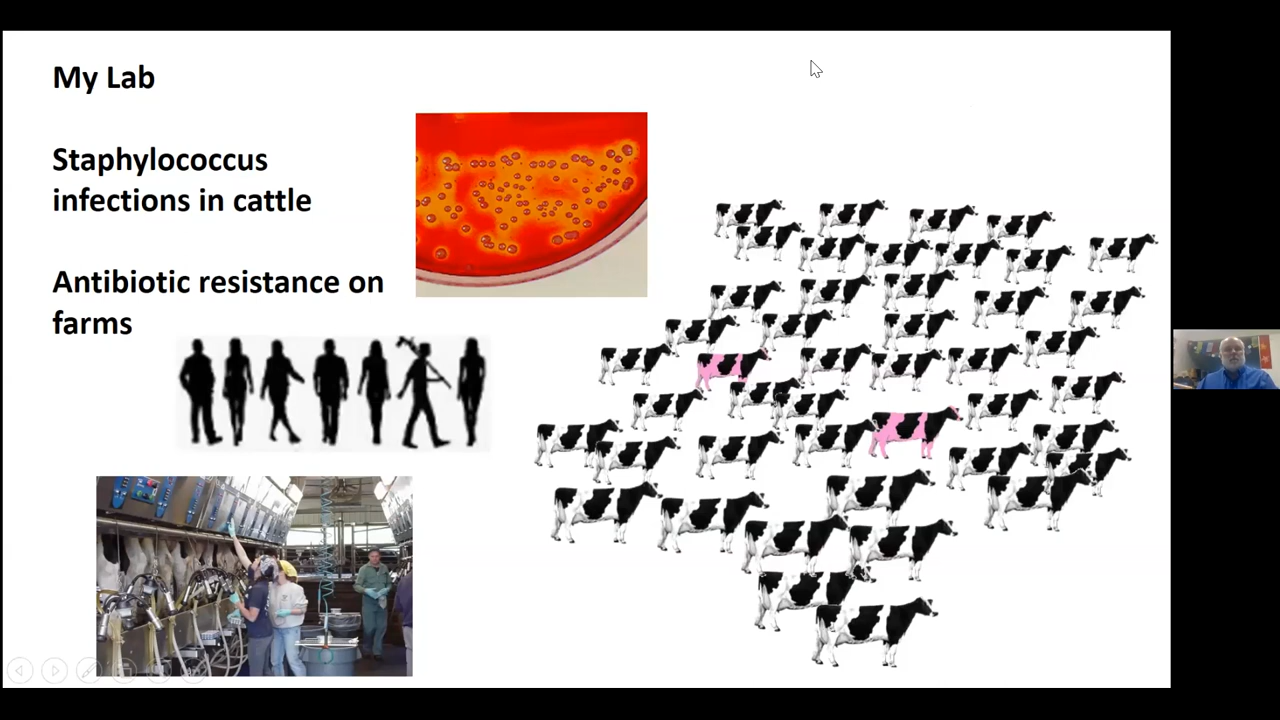 My Lab
Staphylococcus
infections in cattle
Antibiotic resistance on
farms